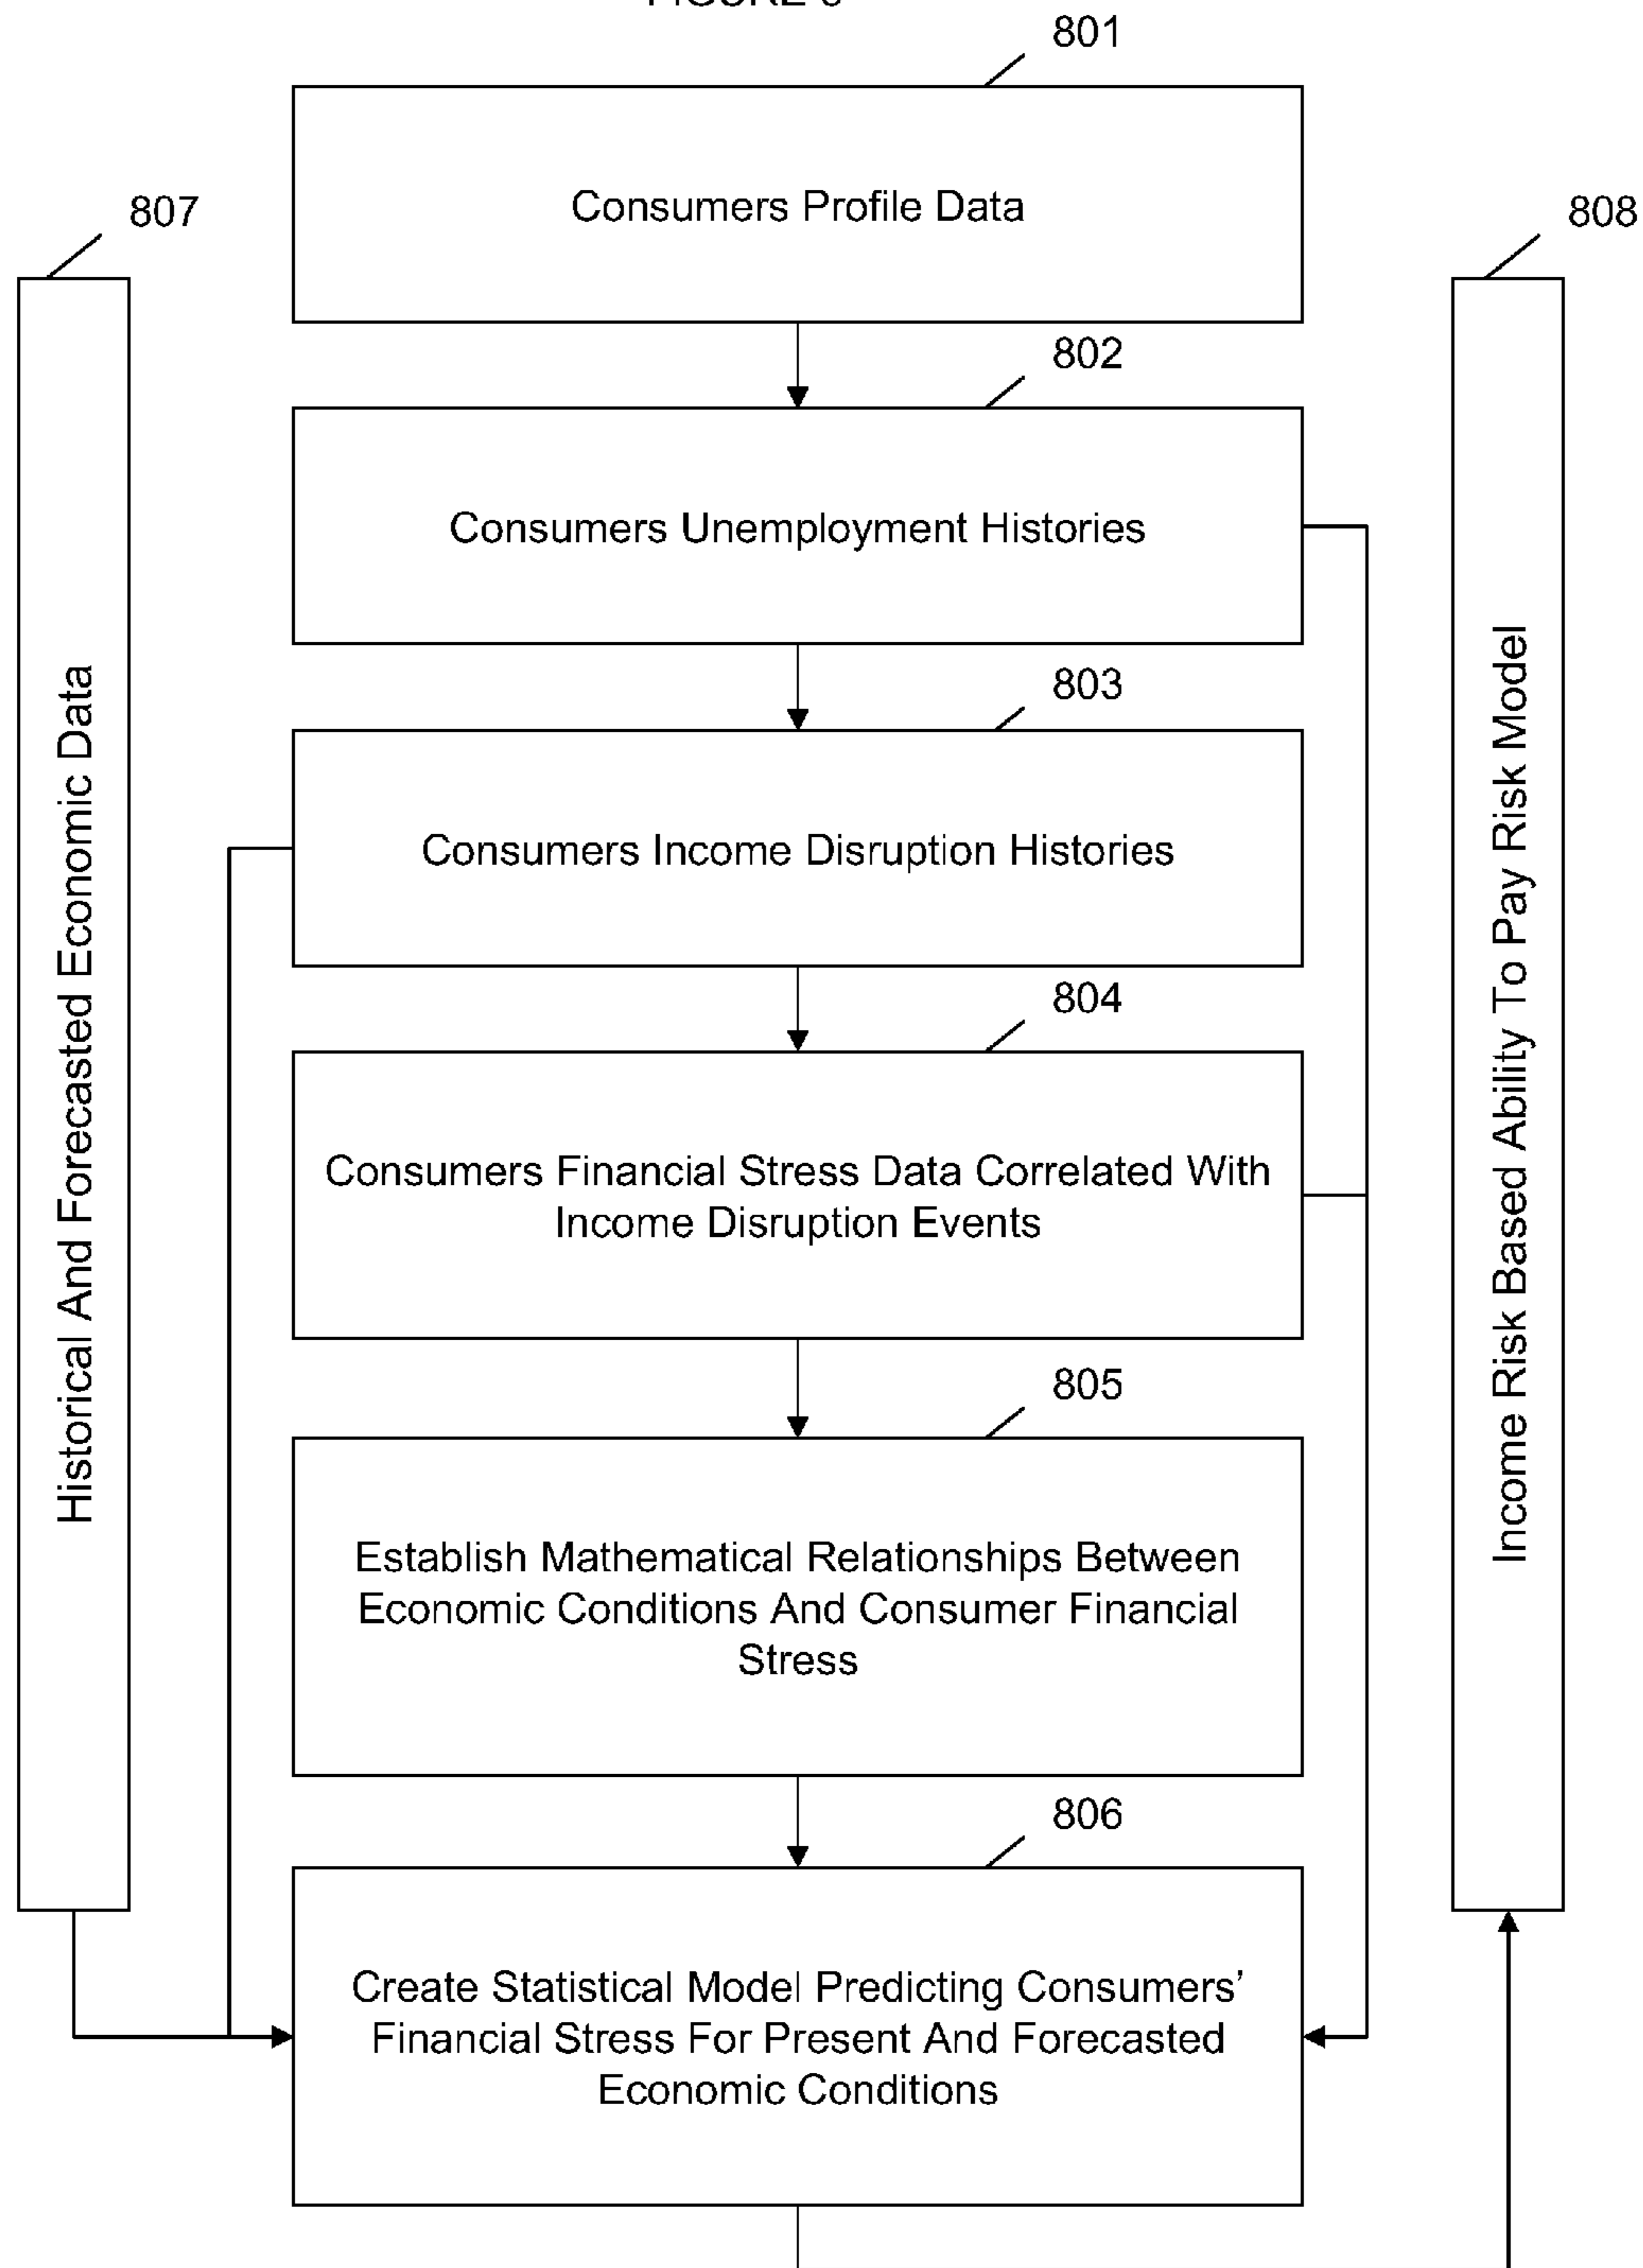 801
Consumers Profile Data
807
808
802
Consumers Unemployment Histories
803
Consumers Income Disruption Histories
804
Consumers Financial Stress Data Correlated With
Income Disruption Events
805
Establish Mathematical Relationships Between
Economic Conditions And Consumer Financial
Stress
806
Create Statistical Model Predicting Consumers’
Financial Stress For Present And Forecasted
Economic Conditions
Historical And Forecasted Economic Data
Income Risk Based Ability To Pay Risk Model